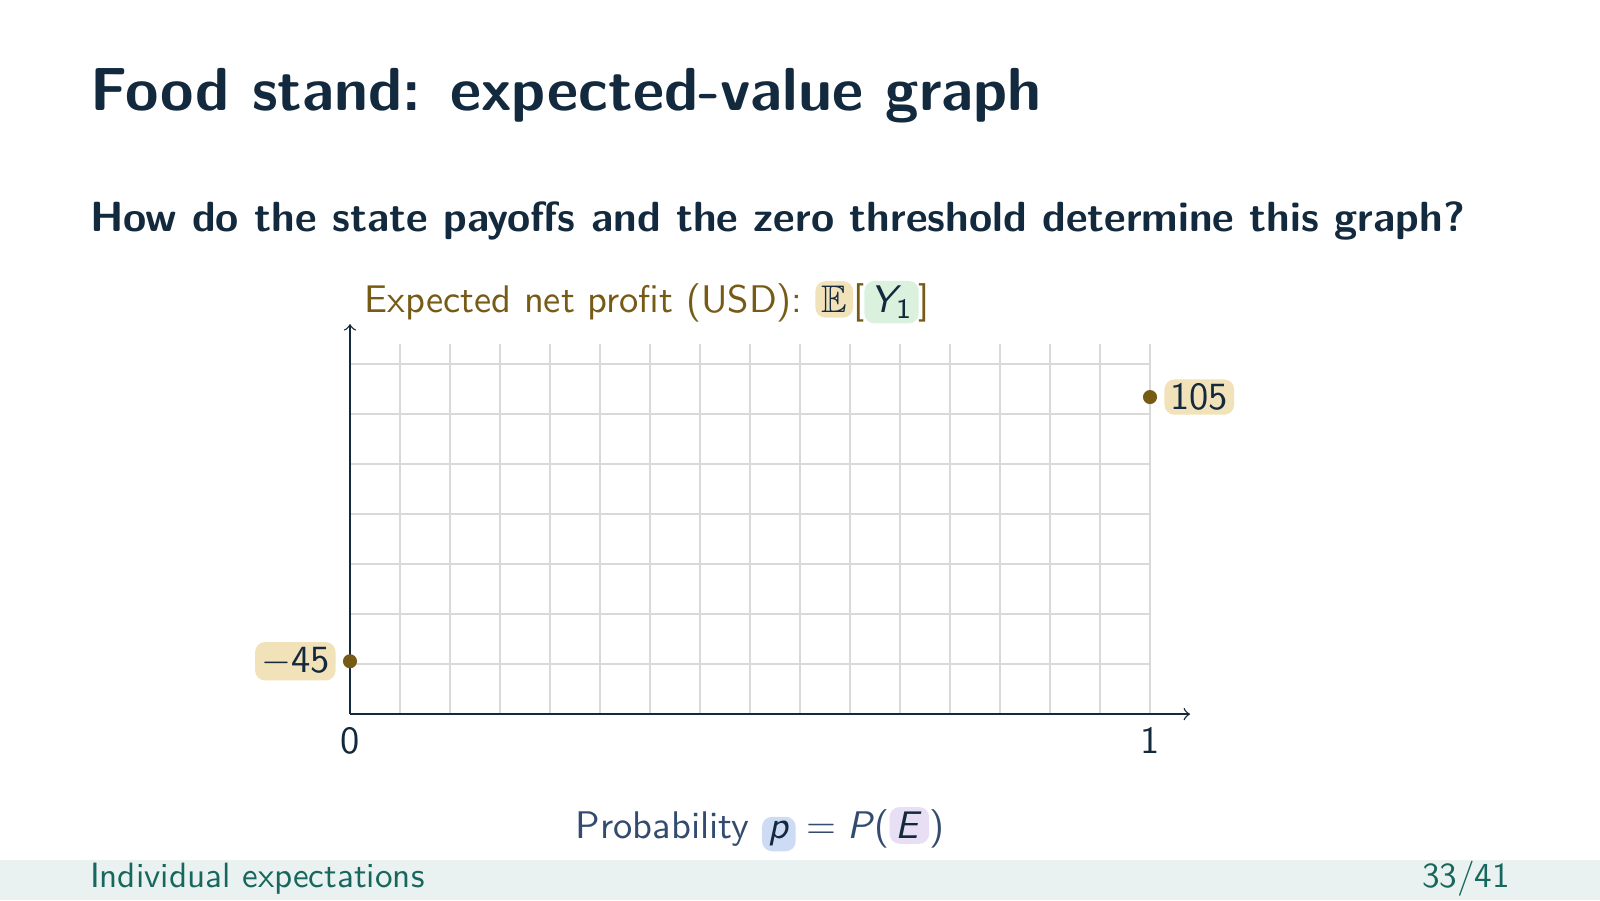 Food stand: expected-value graph
How do the state payoffs and the zero threshold determine this graph?
Expected net profit (USD): 𝔼[Y₁]
105
−45
0
1
Probability p = P(E)
Individual expectations
33/41